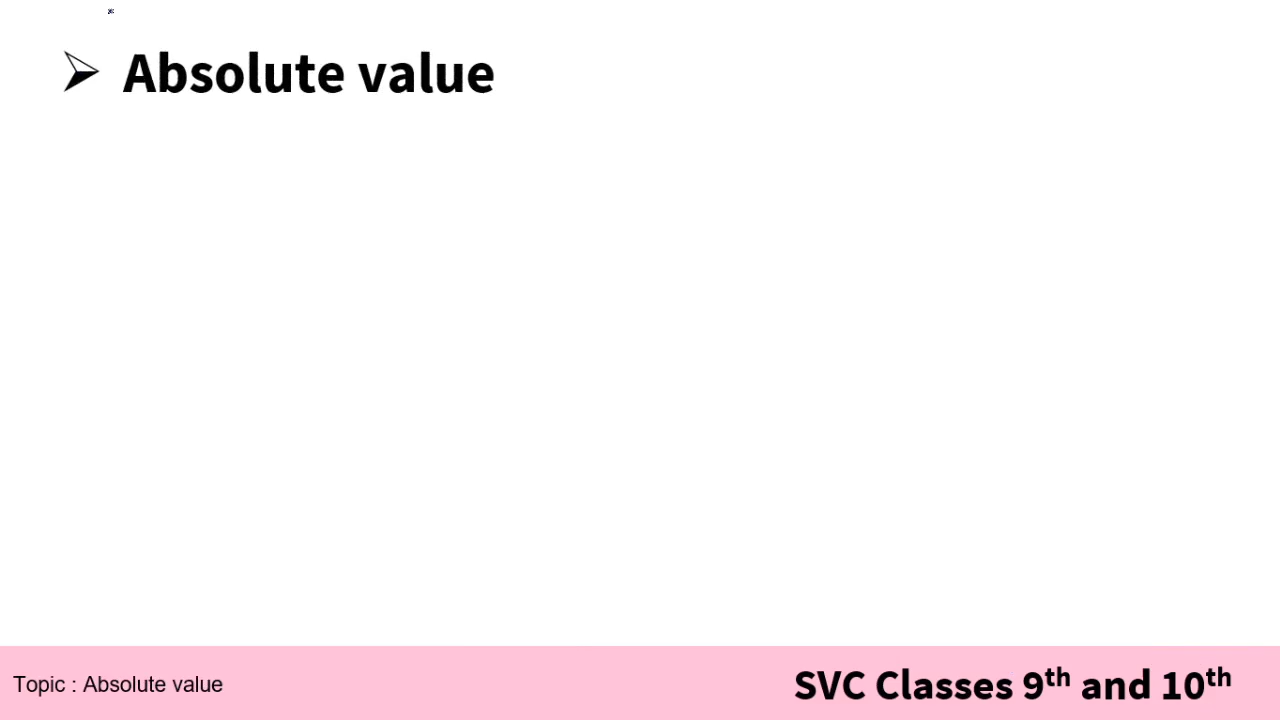 ➢ Absolute value
Topic : Absolute value
SVC Classes 9th and 10th